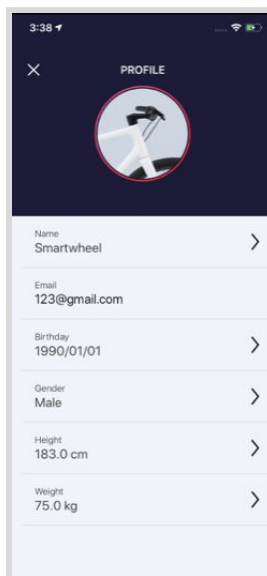 3:38
PROFILE
Name
Smartwheel
Email
123@gmail.com
Birthday
1990/01/01
Gender
Male
Height
183.0 cm
Weight
75.0 kg